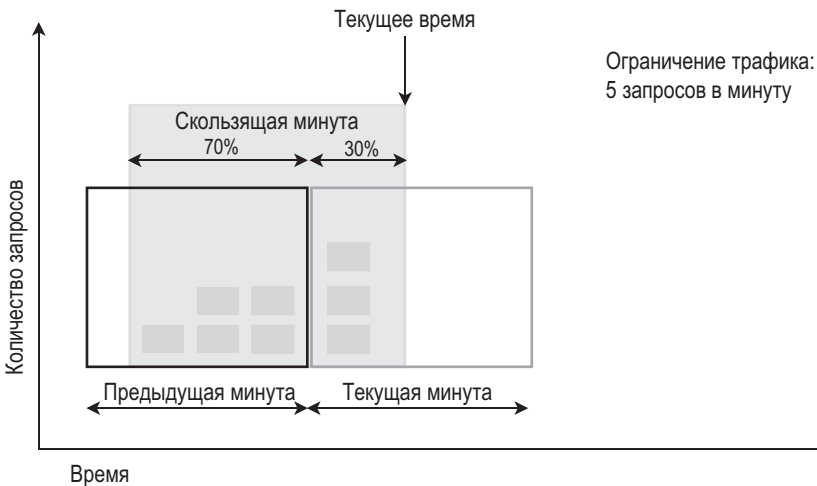 Текущее время
Ограничение трафика:
5 запросов в минуту
Скользящая минута
70%
30%
Количество запросов
Предыдущая минута
Текущая минута
Время